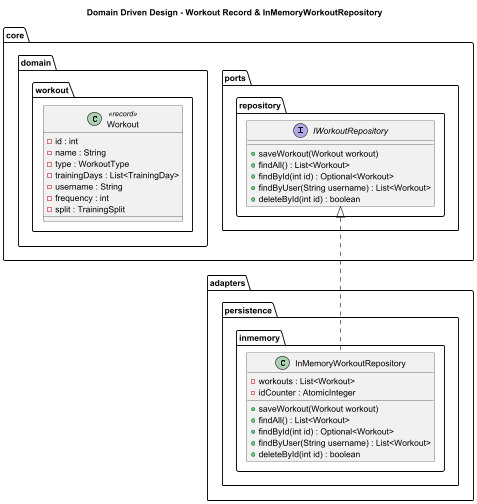 Domain Driven Design - Workout Record & InMemoryWorkoutRepository
core
domain
workout
C
«record»
Workout
id : int
name : String
type : WorkoutType
trainingDays : List<TrainingDay>
username : String
frequency : int
split : TrainingSplit
ports
repository
I
IWorkoutRepository
saveWorkout(Workout workout)
findAll() : List<Workout>
findById(int id) : Optional<Workout>
findByUser(String username) : List<Workout>
deleteById(int id) : boolean
adapters
persistence
inmemory
C
InMemoryWorkoutRepository
workouts : List<Workout>
idCounter : AtomicInteger
saveWorkout(Workout workout)
findAll() : List<Workout>
findById(int id) : Optional<Workout>
findByUser(String username) : List<Workout>
deleteById(int id) : boolean